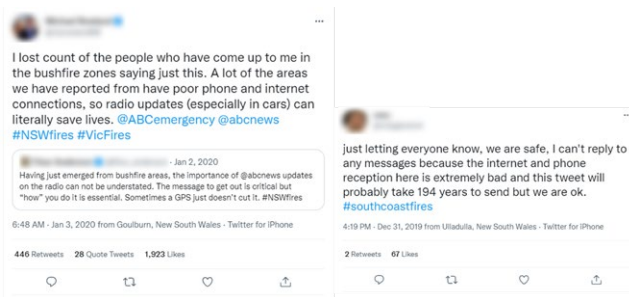 I lost count of the people who have come up to me in
the bushfire zones saying just this. A lot of the areas
we have reported from have poor phone and internet
connections, so radio updates (especially in cars) can
literally save lives. @ABCemergency @abcnews
#NSWfires #VicFires
· Jan 2, 2020
Having just emerged from bushfire areas, the importance of @abcnews updates
on the radio can not be understated. The message to get out is critical but
"how" you do it is essential. Sometimes a GPS just doesn't cut it. #NSWfires
6:48 AM · Jan 3, 2020 from Goulburn, New South Wales · Twitter for iPhone
446 Retweets 28 Quote Tweets 1,923 Likes
just letting everyone know, we are safe, I can't reply to
any messages because the internet and phone
reception here is extremely bad and this tweet will
probably take 194 years to send but we are ok.
#southcoastfires
4:19 PM · Dec 31, 2019 from Ulladulla, New South Wales · Twitter for iPhone
2 Retweets 67 Likes